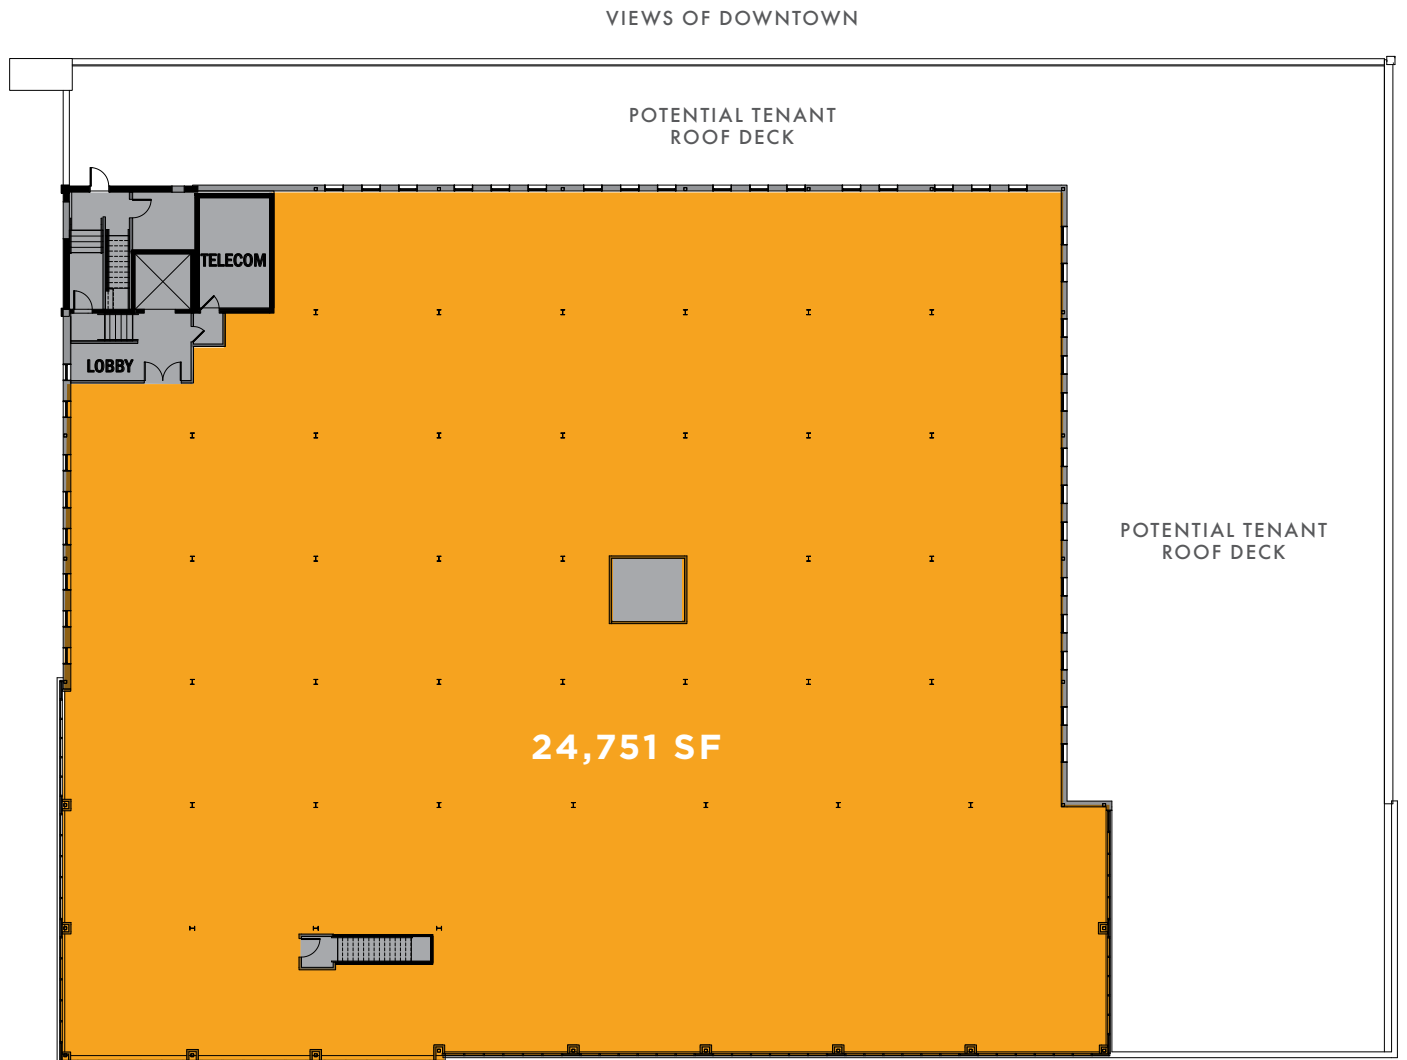 VIEWS OF DOWNTOWN
POTENTIAL TENANT
ROOF DECK
TELECOM
LOBBY
POTENTIAL TENANT
ROOF DECK
24,751 SF